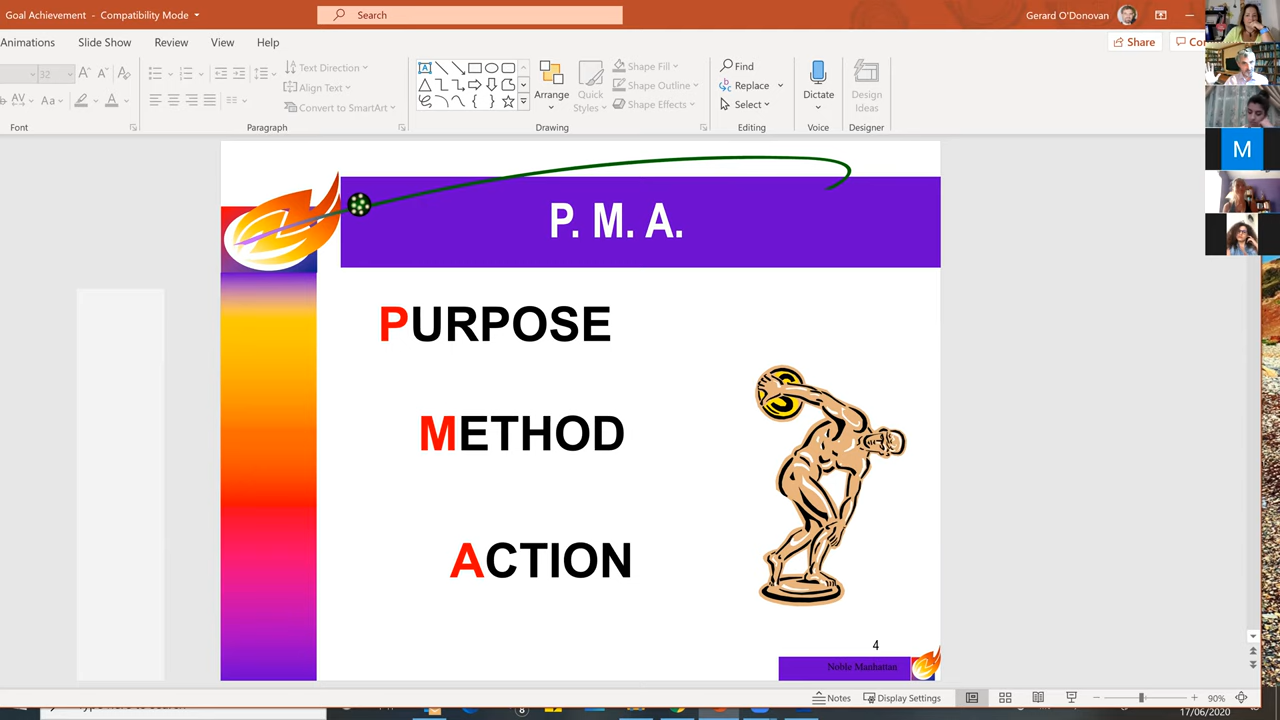 Goal Achievement - Compatibility Mode
Search
Gerard O'Donovan
Animations
Slide Show
Review
View
Help
Share
32
Aa
Text Direction
Align Text
Convert to SmartArt
Arrange
Quick Styles
Shape Fill
Shape Outline
Shape Effects
Find
Replace
Select
Dictate
Design Ideas
Font
Paragraph
Drawing
Editing
Voice
Designer
M
P. M. A.
PURPOSE
METHOD
ACTION
4
Noble Manhattan
Notes
Display Settings
90%
17/06/2020